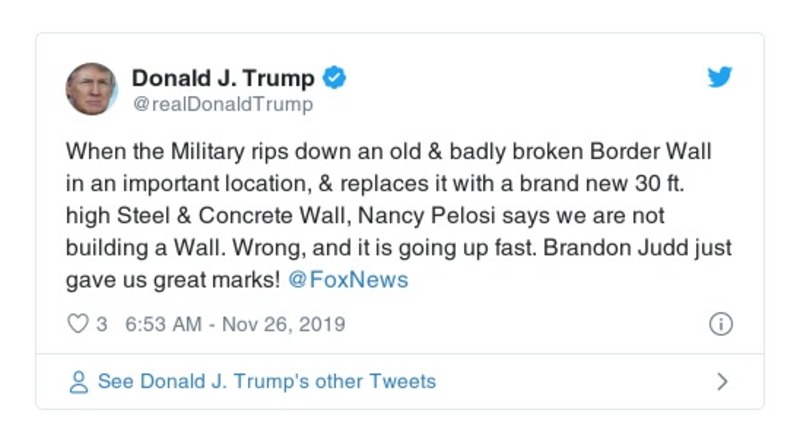 Donald J. Trump
@realDonaldTrump
When the Military rips down an old & badly broken Border Wall
in an important location, & replaces it with a brand new 30 ft.
high Steel & Concrete Wall, Nancy Pelosi says we are not
building a Wall. Wrong, and it is going up fast. Brandon Judd just
gave us great marks! @FoxNews
3 6:53 AM - Nov 26, 2019
See Donald J. Trump's other Tweets